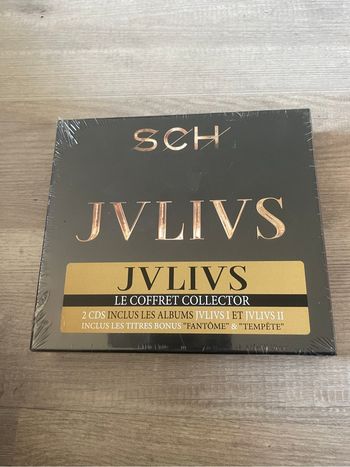 SCH
JVLIVS
JVLIVS
LE COFFRET COLLECTOR
2 CDS INCLUS LES ALBUMS JVLIVS I ET JVLIVS II
INCLUS LES TITRES BONUS "FANTÔME" & "TEMPÊTE"